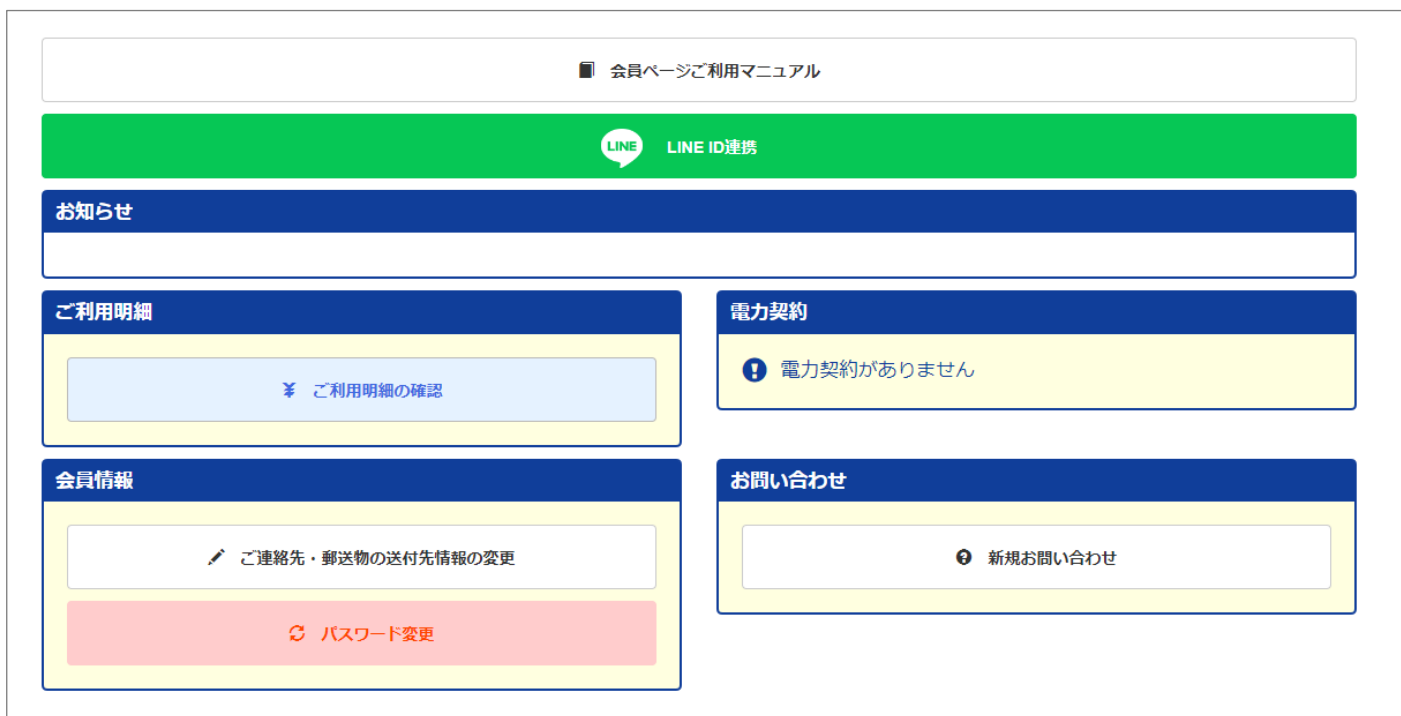 会員ページご利用マニュアル
LINE LINE ID連携
お知らせ
ご利用明細
¥ ご利用明細の確認
電力契約
! 電力契約がありません
会員情報
ご連絡先・郵送物の送付先情報の変更
パスワード変更
お問い合わせ
? 新規お問い合わせ